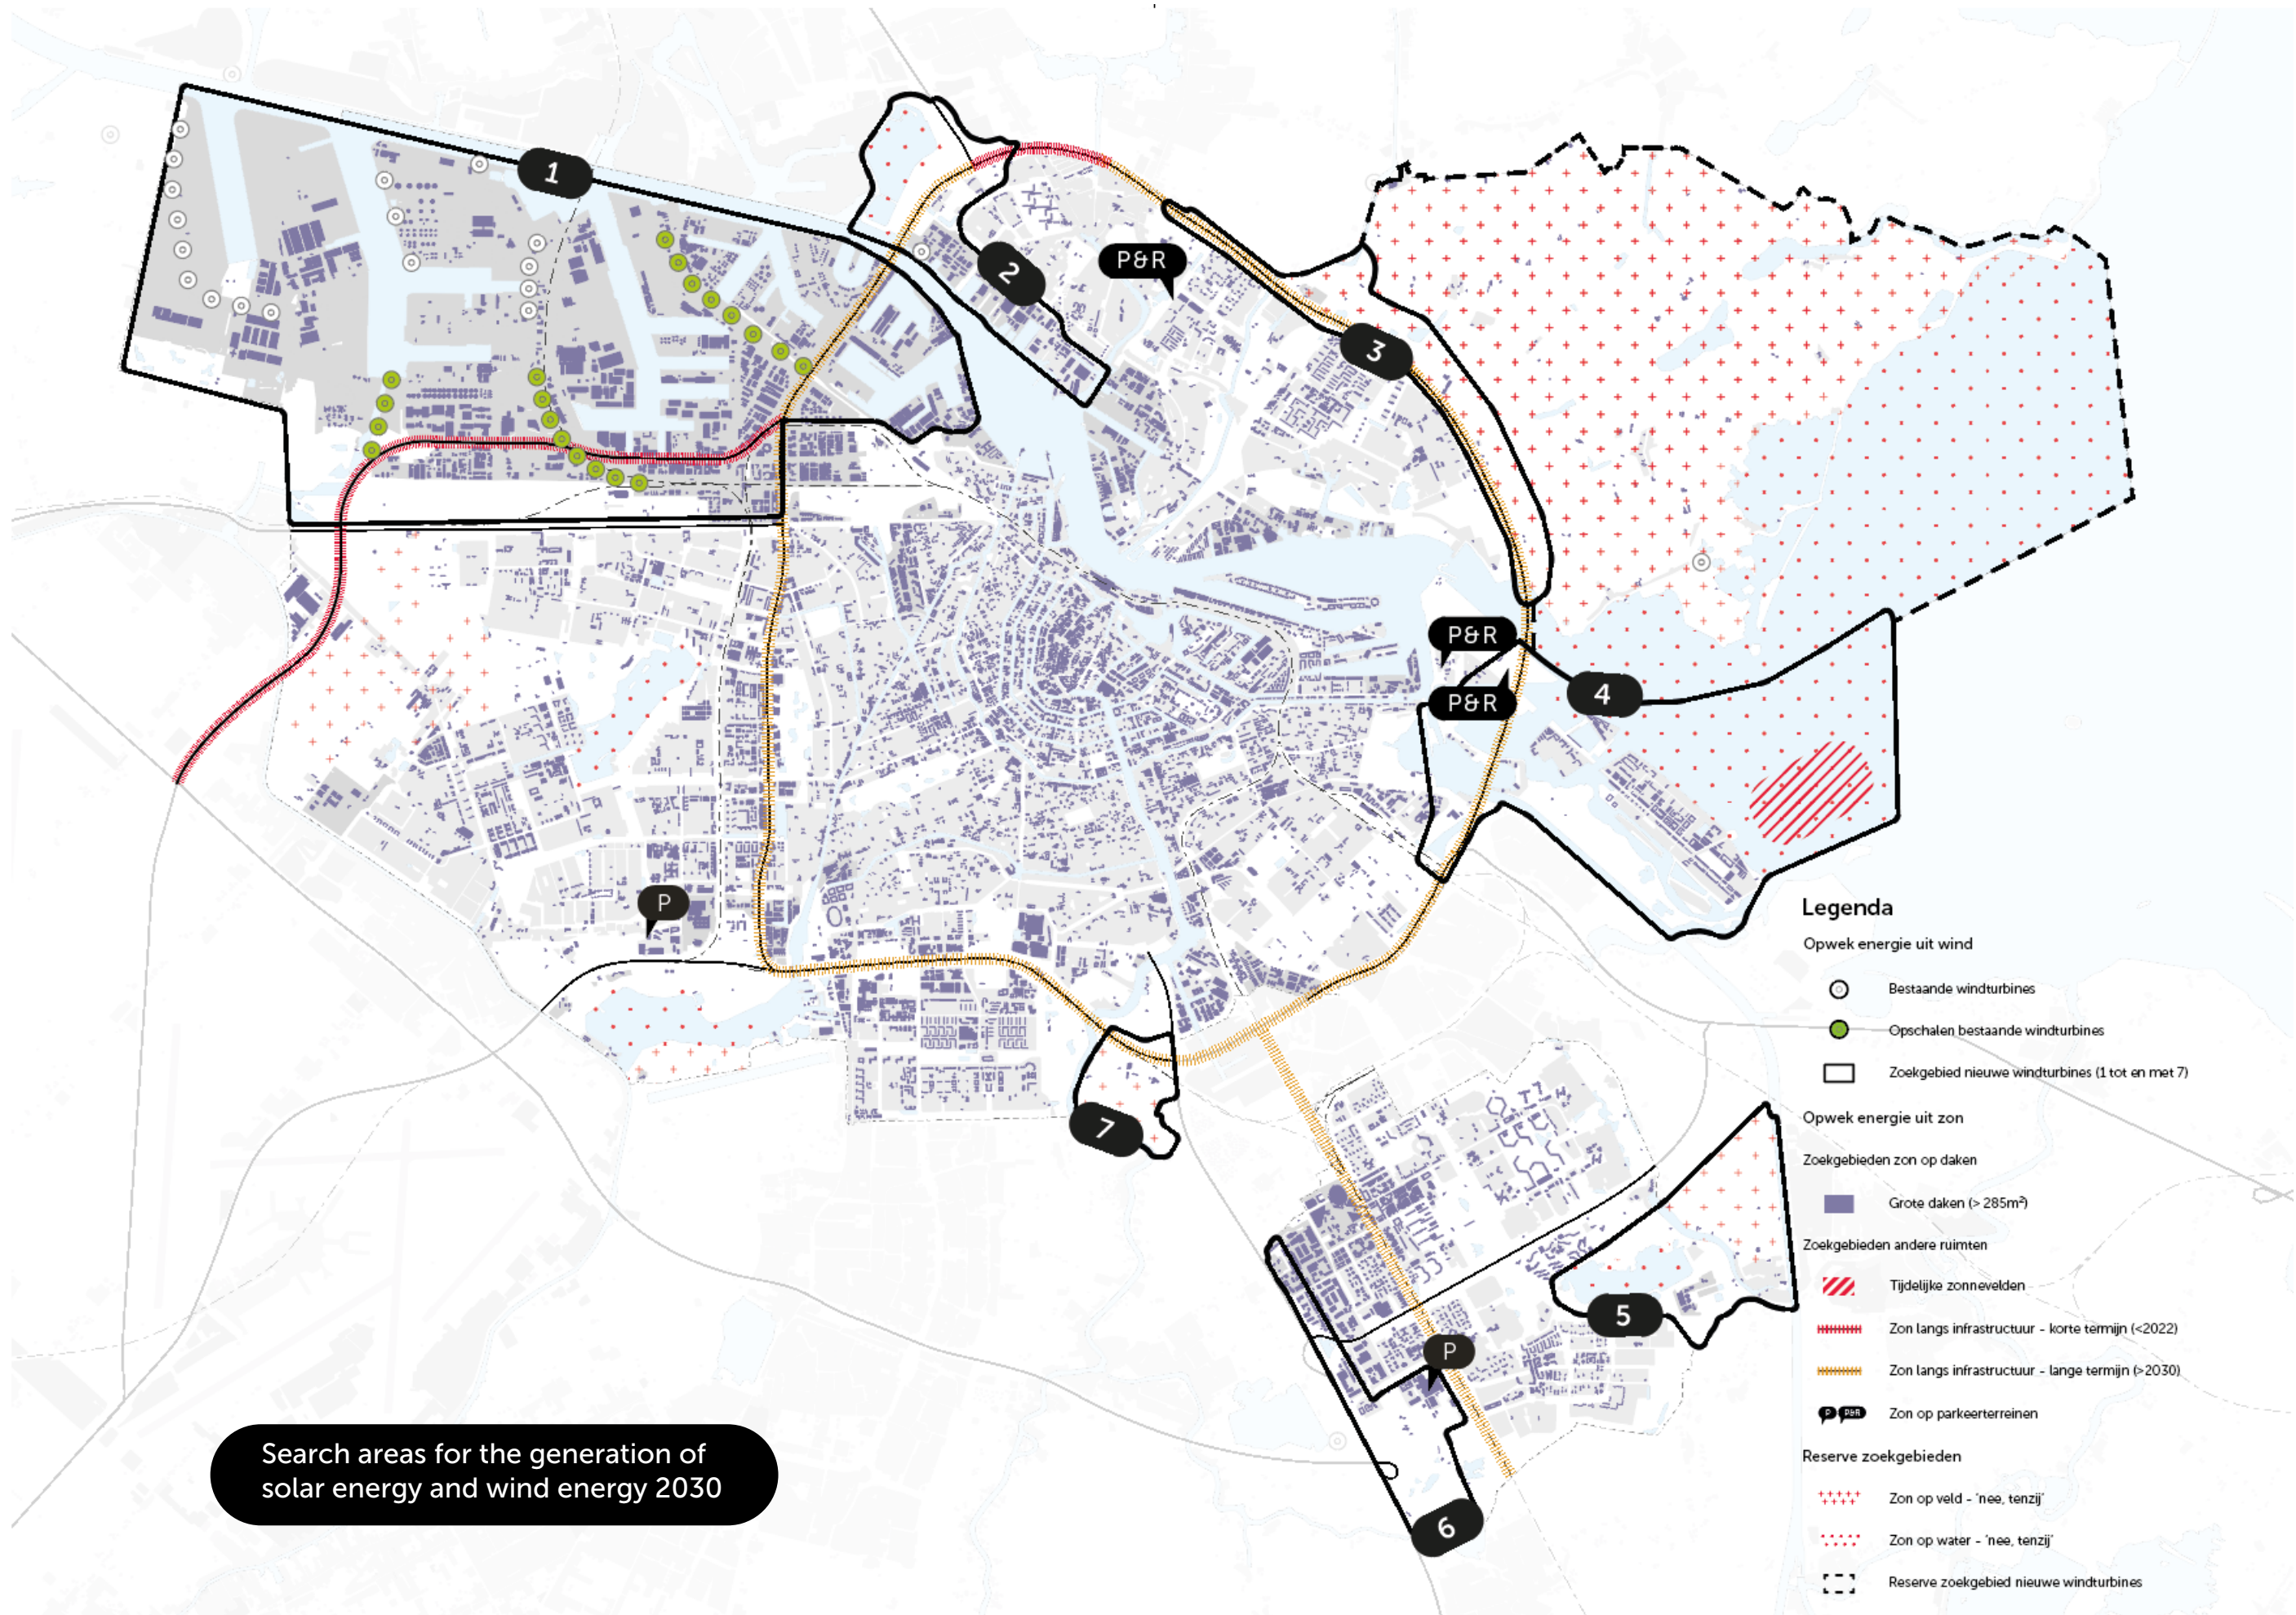 1
2
P&R
3
P&R
4
P&R
P
7
5
P
6
Search areas for the generation of
solar energy and wind energy 2030
Legenda
Opwek energie uit wind
Bestaande windturbines
Opschalen bestaande windturbines
Zoekgebied nieuwe windturbines (1 tot en met 7)
Opwek energie uit zon
Zoekgebieden zon op daken
Grote daken (> 285m²)
Zoekgebieden andere ruimten
Tijdelijke zonnevelden
Zon langs infrastructuur - korte termijn (<2022)
Zon langs infrastructuur - lange termijn (>2030)
P P&R Zon op parkeerterreinen
Reserve zoekgebieden
Zon op veld - 'nee, tenzij'
Zon op water - 'nee, tenzij'
Reserve zoekgebied nieuwe windturbines